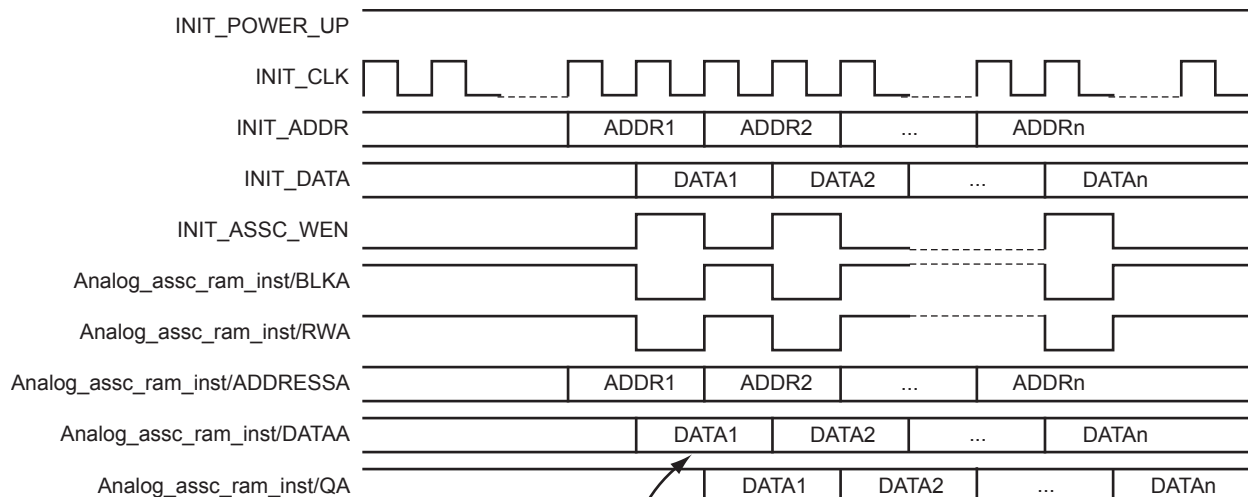 INIT_POWER_UP
INIT_CLK
INIT_ADDR ADDR1 ADDR2 ... ADDRn
INIT_DATA DATA1 DATA2 ... DATAn
INIT_ASSC_WEN
Analog_assc_ram_inst/BLKA
Analog_assc_ram_inst/RWA
Analog_assc_ram_inst/ADDRESSA ADDR1 ADDR2 ... ADDRn
Analog_assc_ram_inst/DATAA DATA1 DATA2 ... DATAn
Analog_assc_ram_inst/QA DATA1 DATA2 ... DATAn